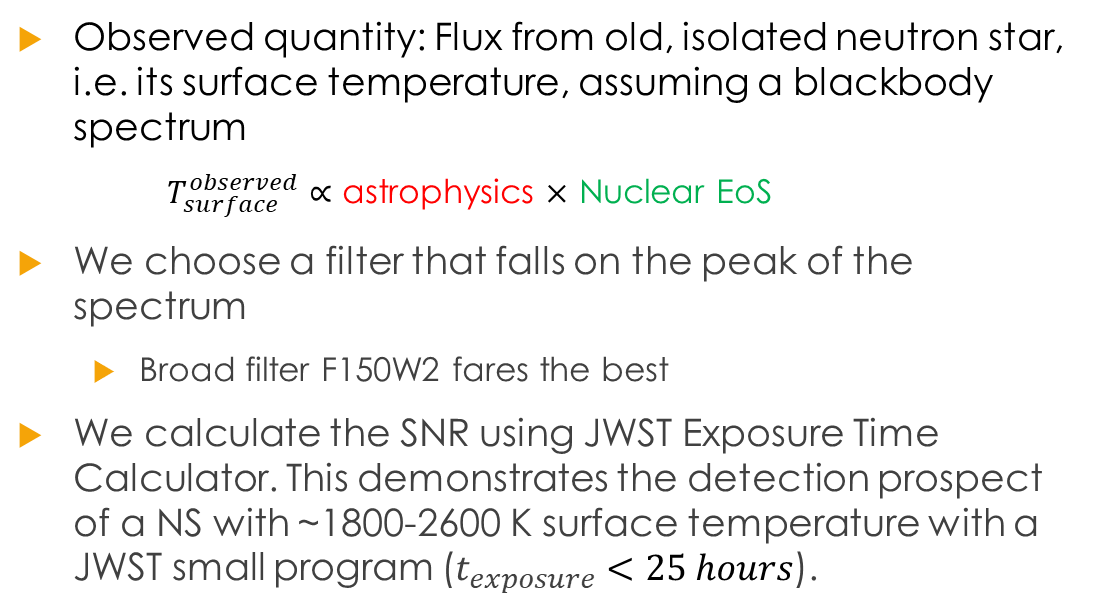 Observed quantity: Flux from old, isolated neutron star,
i.e. its surface temperature, assuming a blackbody
spectrum
$T_{surface}^{observed} \propto$ astrophysics × Nuclear EoS
We choose a filter that falls on the peak of the
spectrum
Broad filter F150W2 fares the best
We calculate the SNR using JWST Exposure Time
Calculator. This demonstrates the detection prospect
of a NS with ~1800-2600 K surface temperature with a
JWST small program ($t_{exposure} < 25\ hours$).